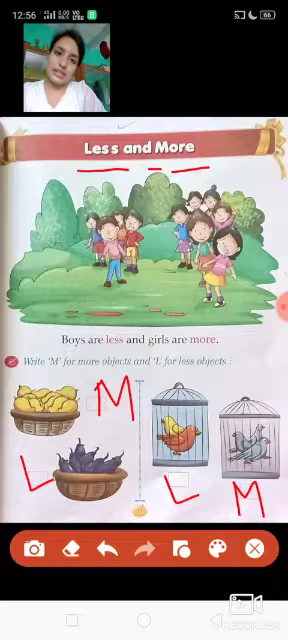 12:56
Less and More
Boys are less and girls are more.
Write 'M' for more objects and 'L' for less objects :
M
L
L
M